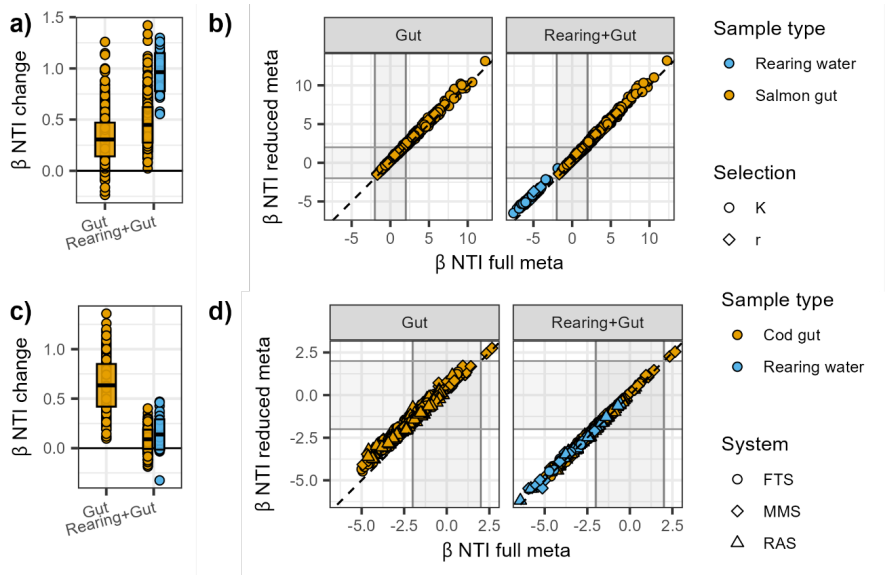 a)
β NTI change
1.5
1.0
0.5
0.0
Gut
Rearing+Gut
b)
Gut
Rearing+Gut
β NTI reduced meta
10
5
0
-5
-5
0
5
10
-5
0
5
10
β NTI full meta
Sample type
Rearing water
Salmon gut
Selection
K
r
c)
β NTI change
1.0
0.5
0.0
Gut
Rearing+Gut
d)
Gut
Rearing+Gut
β NTI reduced meta
2.5
0.0
-2.5
-5.0
-5.0
-2.5
0.0
2.5
-5.0
-2.5
0.0
2.5
β NTI full meta
Sample type
Cod gut
Rearing water
System
FTS
MMS
RAS